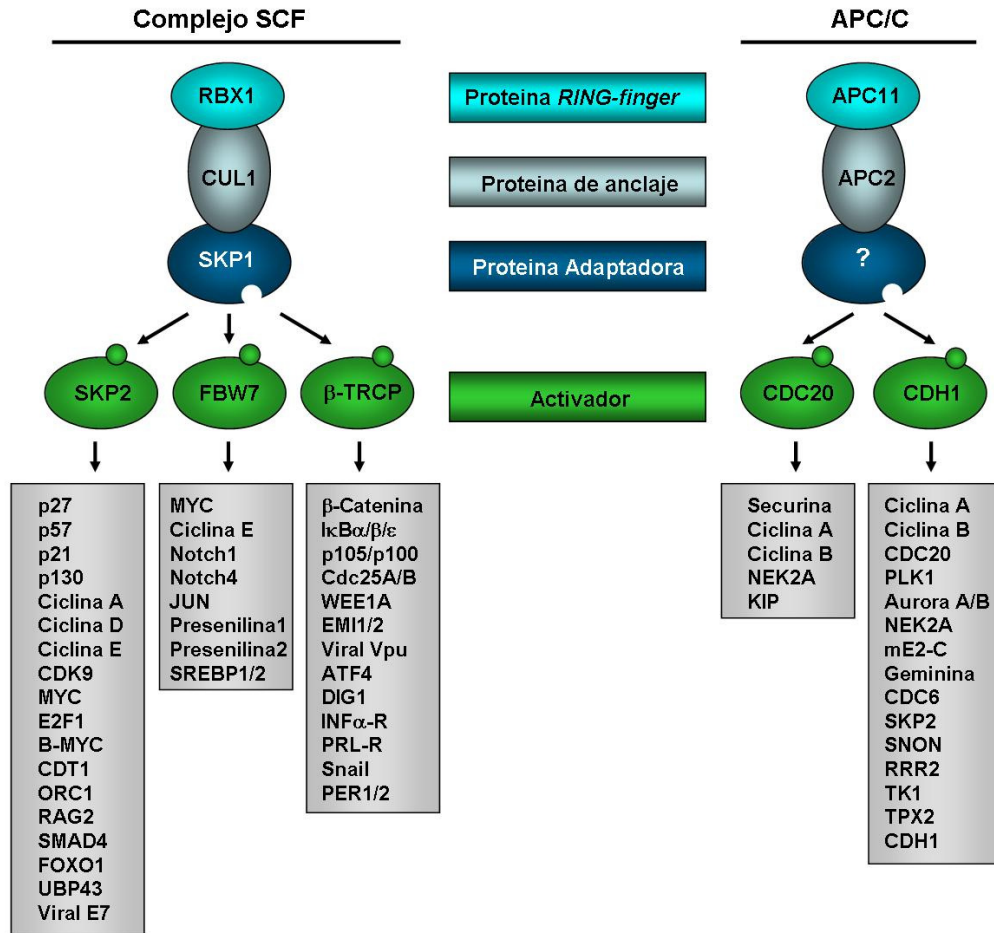 Complejo SCF
APC/C
RBX1
Proteina RING-finger
APC11
CUL1
Proteina de anclaje
APC2
SKP1
Proteina Adaptadora
?
SKP2
FBW7
β-TRCP
Activador
CDC20
CDH1
p27
p57
p21
p130
Ciclina A
Ciclina D
Ciclina E
CDK9
MYC
E2F1
B-MYC
CDT1
ORC1
RAG2
SMAD4
FOXO1
UBP43
Viral E7
MYC
Ciclina E
Notch1
Notch4
JUN
Presenilina1
Presenilina2
SREBP1/2
β-Catenina
IκBα/β/ε
p105/p100
Cdc25A/B
WEE1A
EMI1/2
Viral Vpu
ATF4
DIG1
INFα-R
PRL-R
Snail
PER1/2
Securina
Ciclina A
Ciclina B
NEK2A
KIP
Ciclina A
Ciclina B
CDC20
PLK1
Aurora A/B
NEK2A
mE2-C
Geminina
CDC6
SKP2
SNON
RRR2
TK1
TPX2
CDH1